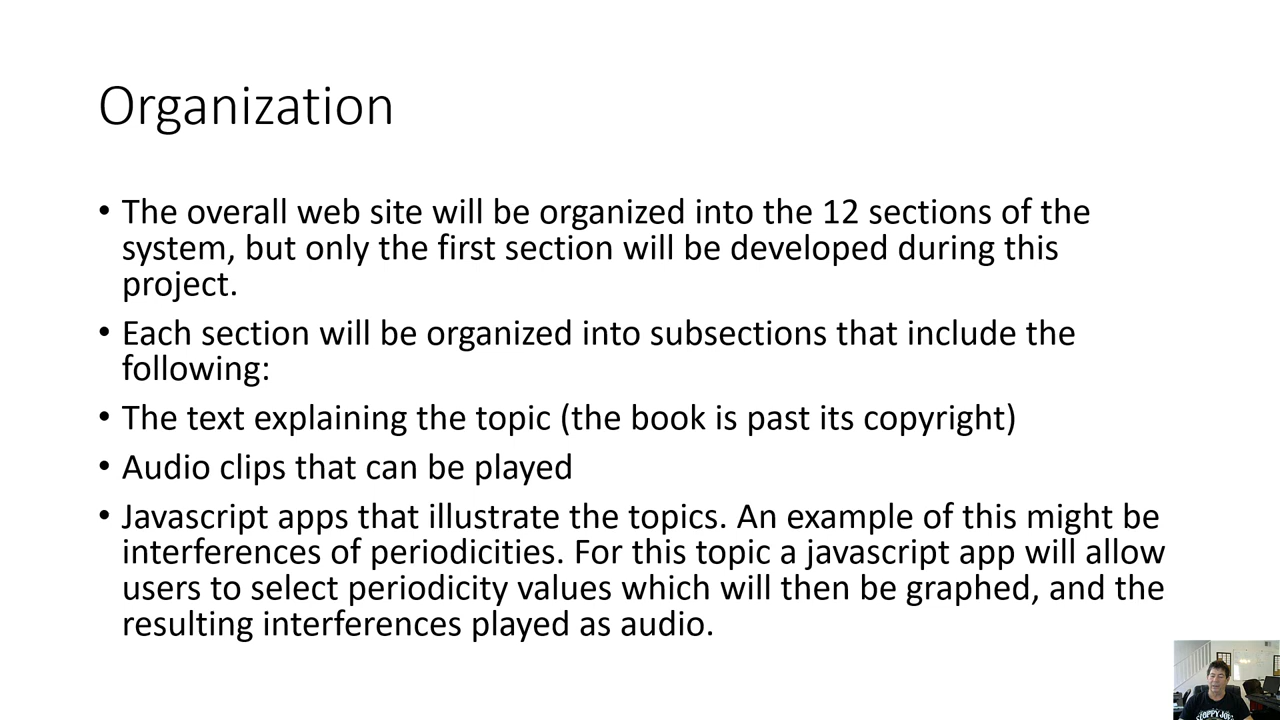 Organization
• The overall web site will be organized into the 12 sections of the
system, but only the first section will be developed during this
project.
• Each section will be organized into subsections that include the
following:
• The text explaining the topic (the book is past its copyright)
• Audio clips that can be played
• Javascript apps that illustrate the topics. An example of this might be
interferences of periodicities. For this topic a javascript app will allow
users to select periodicity values which will then be graphed, and the
resulting interferences played as audio.